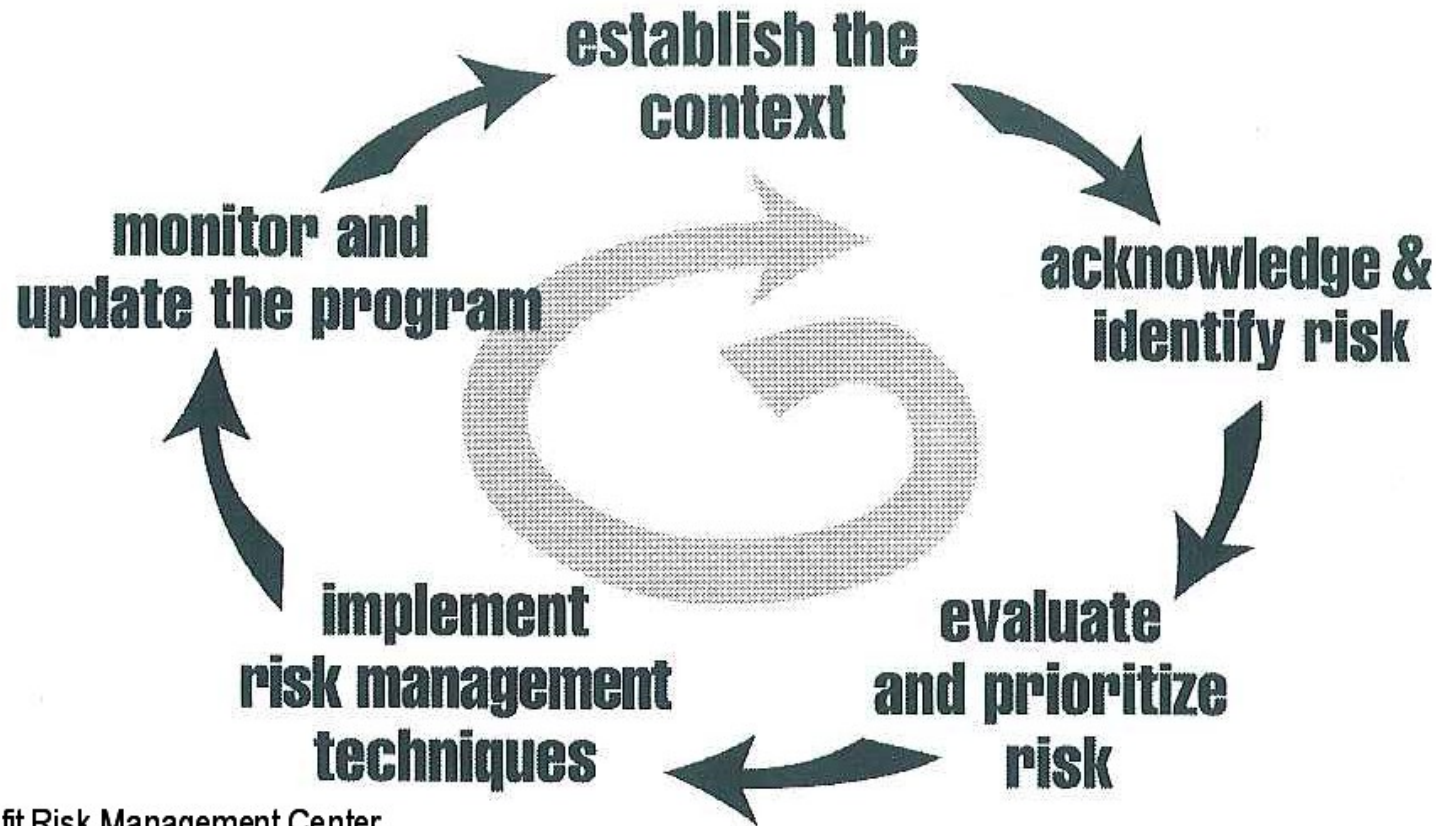 establish the
context
acknowledge &
identify risk
evaluate
and prioritize
risk
implement
risk management
techniques
monitor and
update the program
fit Risk Management Center